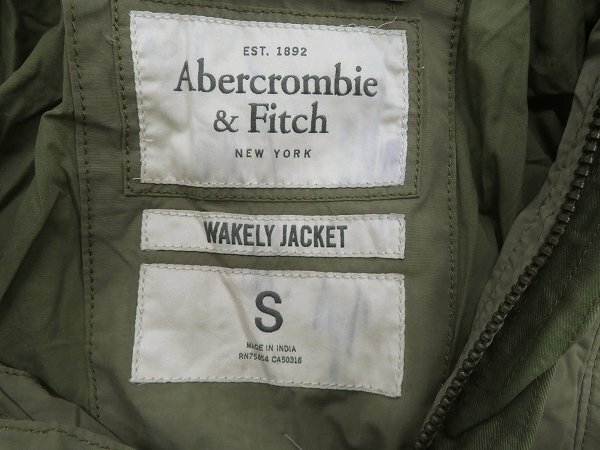 EST. 1892
Abercrombie
& Fitch
NEW YORK
WAKELY JACKET
S
MADE IN INDIA
RN75654 CA50316